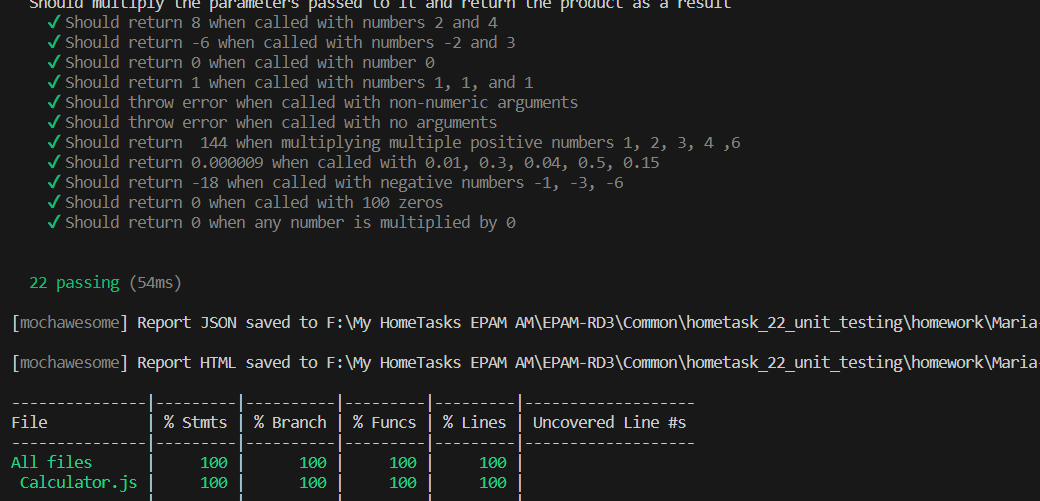 Should multiply the parameters passed to it and return the product as a result
✔ Should return 8 when called with numbers 2 and 4
✔ Should return -6 when called with numbers -2 and 3
✔ Should return 0 when called with number 0
✔ Should return 1 when called with numbers 1, 1, and 1
✔ Should throw error when called with non-numeric arguments
✔ Should throw error when called with no arguments
✔ Should return  144 when multiplying multiple positive numbers 1, 2, 3, 4 ,6
✔ Should return 0.000009 when called with 0.01, 0.3, 0.04, 0.5, 0.15
✔ Should return -18 when called with negative numbers -1, -3, -6
✔ Should return 0 when called with 100 zeros
✔ Should return 0 when any number is multiplied by 0
22 passing (54ms)
[mochawesome] Report JSON saved to F:\My HomeTasks EPAM AM\EPAM-RD3\Common\hometask_22_unit_testing\homework\Maria-
[mochawesome] Report HTML saved to F:\My HomeTasks EPAM AM\EPAM-RD3\Common\hometask_22_unit_testing\homework\Maria-
---------------|---------|----------|---------|---------|-------------------
File           | % Stmts | % Branch | % Funcs | % Lines | Uncovered Line #s
---------------|---------|----------|---------|---------|-------------------
All files      |     100 |      100 |     100 |     100 |
 Calculator.js |     100 |      100 |     100 |     100 |